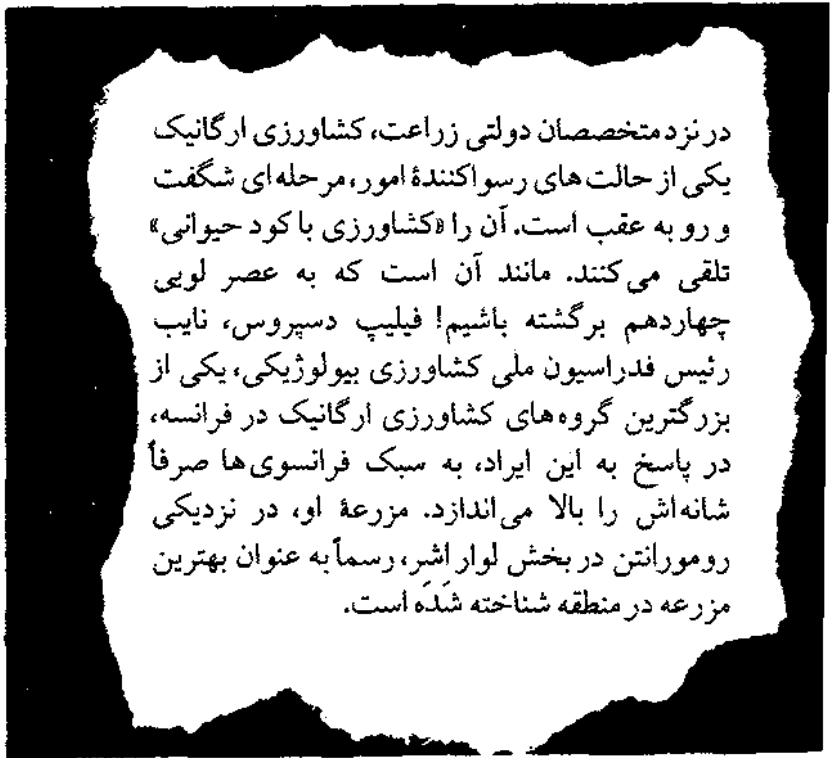 در نزد متخصصان دولتی زراعت، کشاورزی ارگانیک
یکی از حالت‌های رسواکنندهٔ امور، مرحله‌ای شگفت
و رو به عقب است. آن را «کشاورزی با کود حیوانی»
تلقی می‌کنند. مانند آن است که به عصر لویی
چهاردهم برگشته باشیم! فیلیپ دسپروس، نایب
رئیس فدراسیون ملی کشاورزی بیولوژیکی، یکی از
بزرگترین گروه‌های کشاورزی ارگانیک در فرانسه،
در پاسخ به این ایراد، به سبک فرانسوی‌ها صرفاً
شانه‌اش را بالا می‌اندازد. مزرعهٔ او، در نزدیکی
رومورانتن در بخش لوار اشر، رسماً به عنوان بهترین
مزرعه در منطقه شناخته شده است.